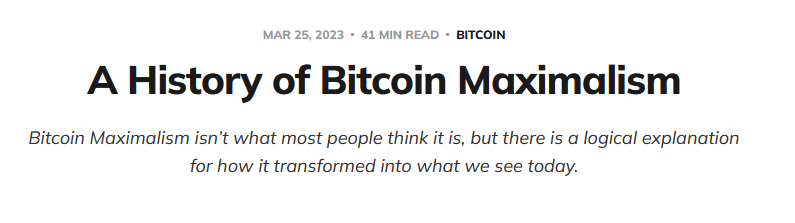 MAR 25, 2023 • 41 MIN READ • BITCOIN
A History of Bitcoin Maximalism
Bitcoin Maximalism isn’t what most people think it is, but there is a logical explanation
for how it transformed into what we see today.